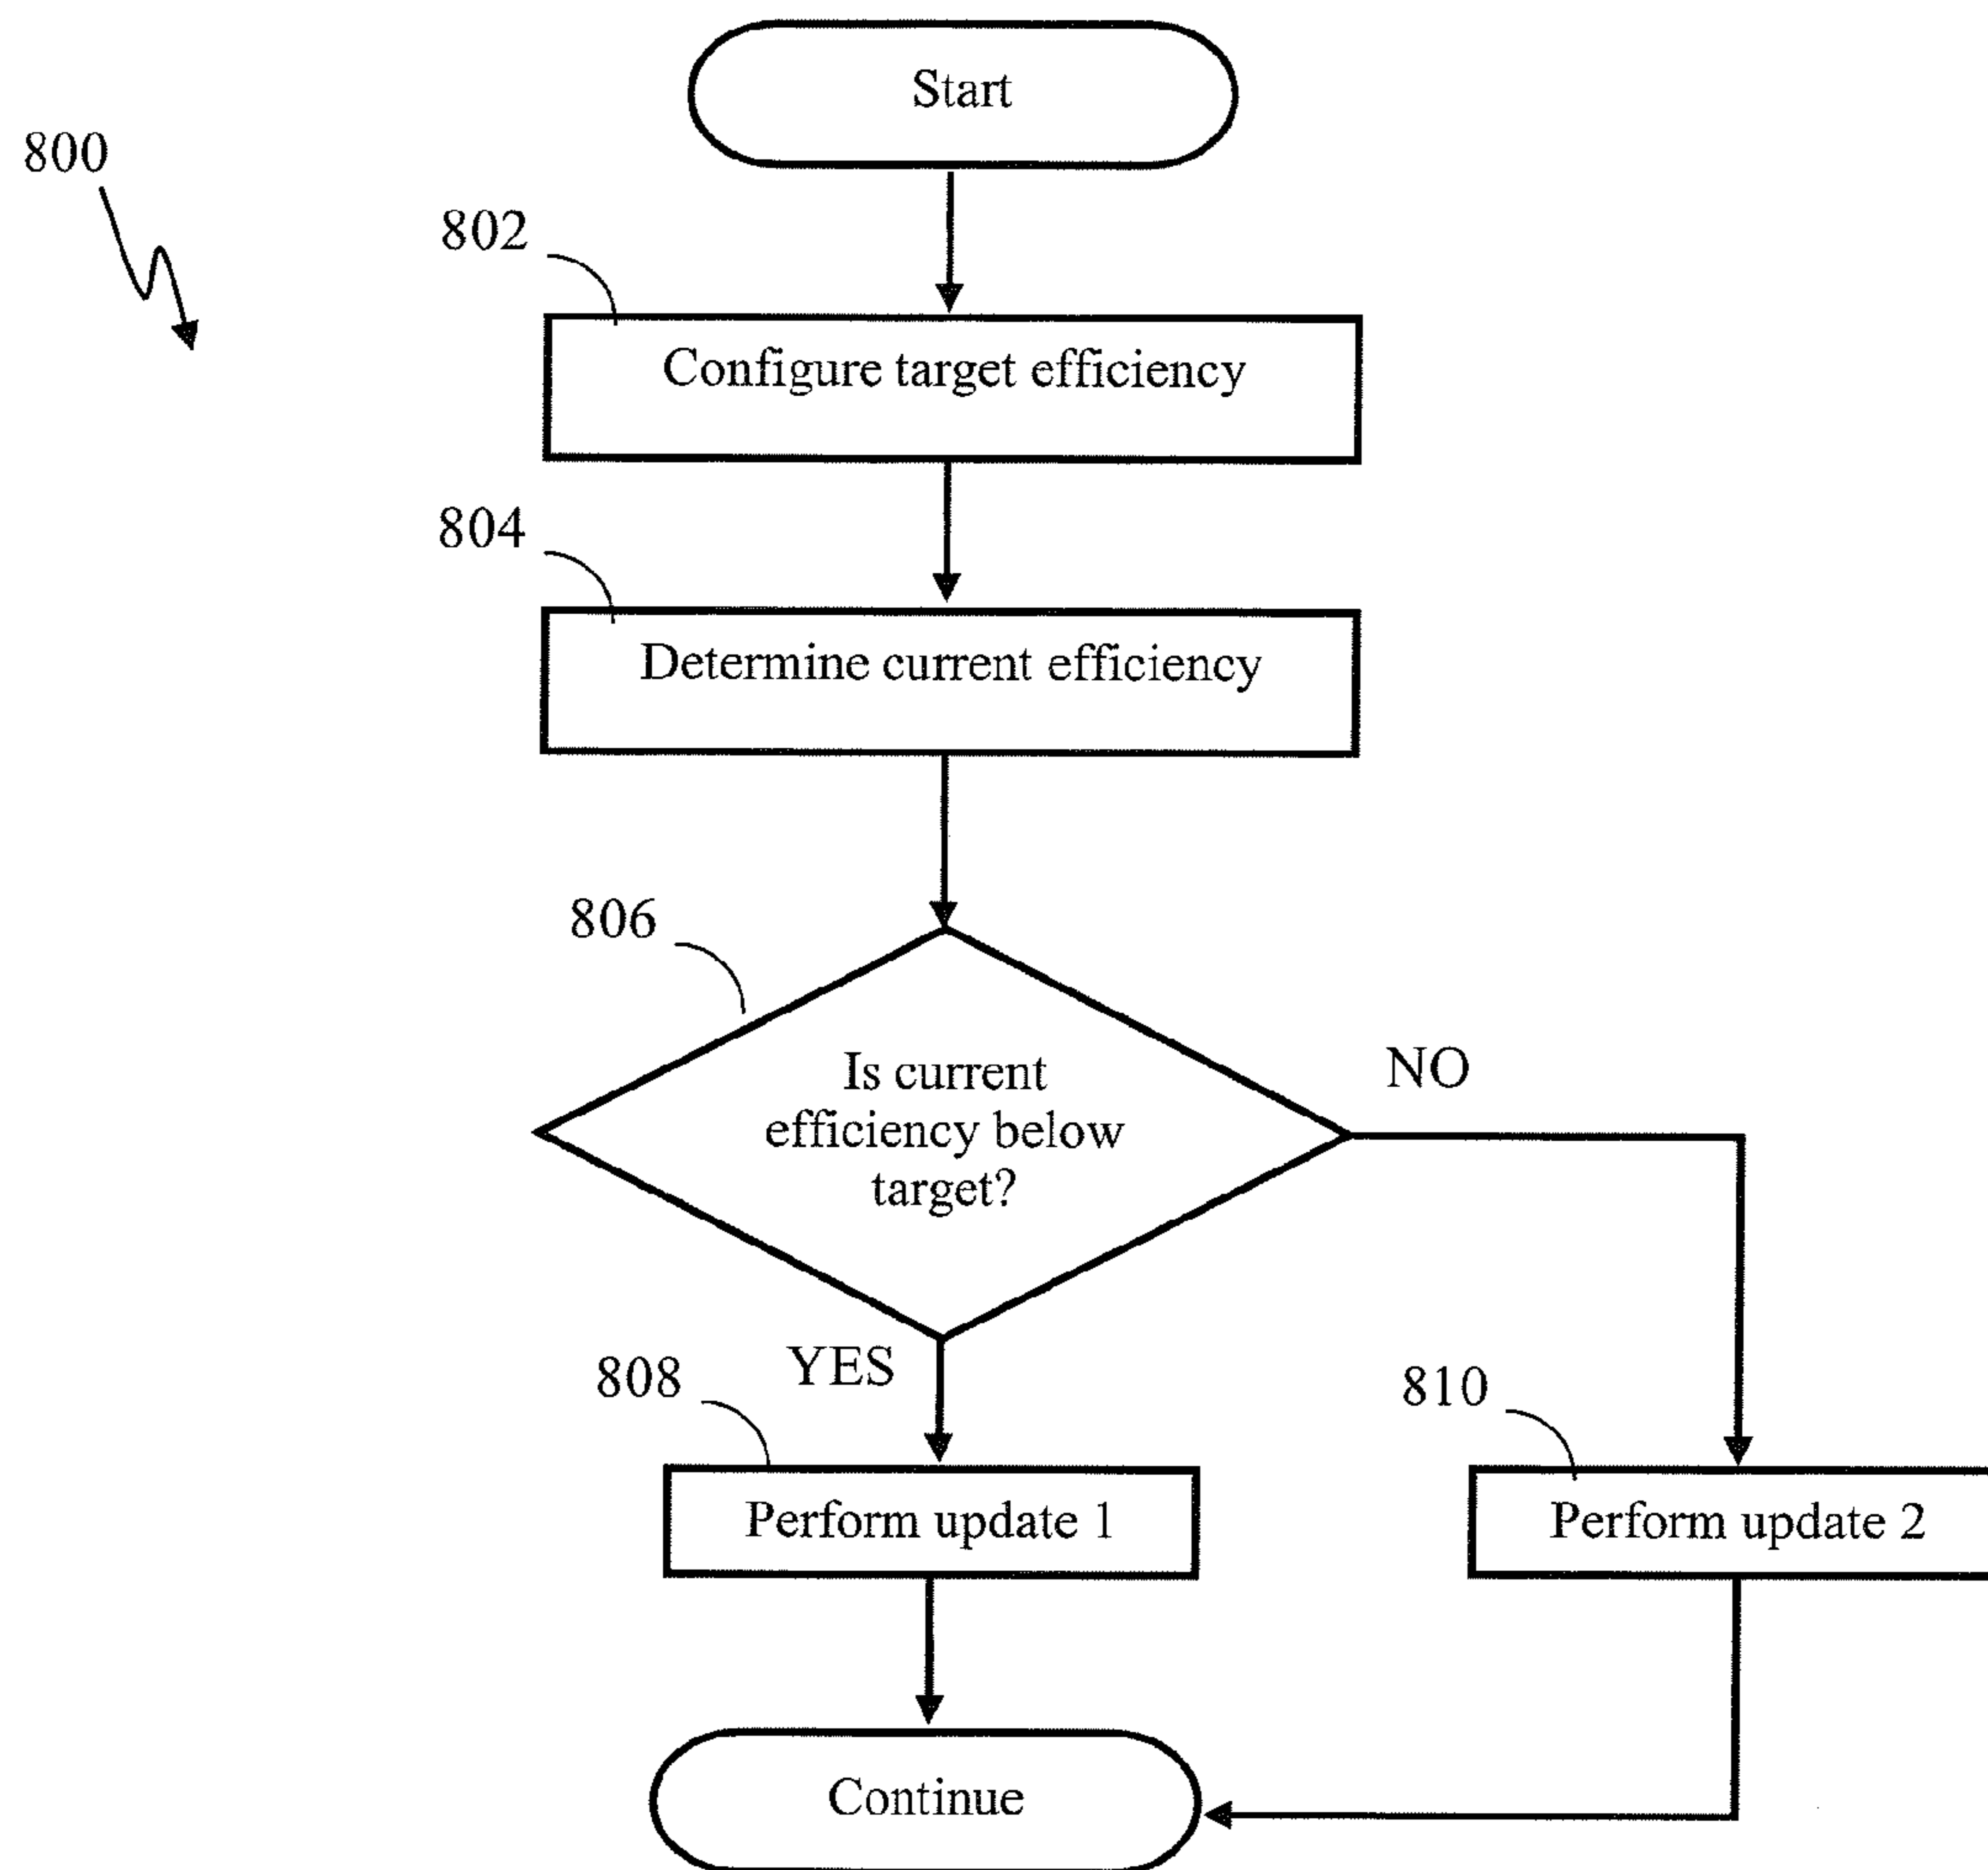 Start
800
802
Configure target efficiency
804
Determine current efficiency
806
Is current
efficiency below
target?
NO
YES
808
810
Perform update 1
Perform update 2
Continue